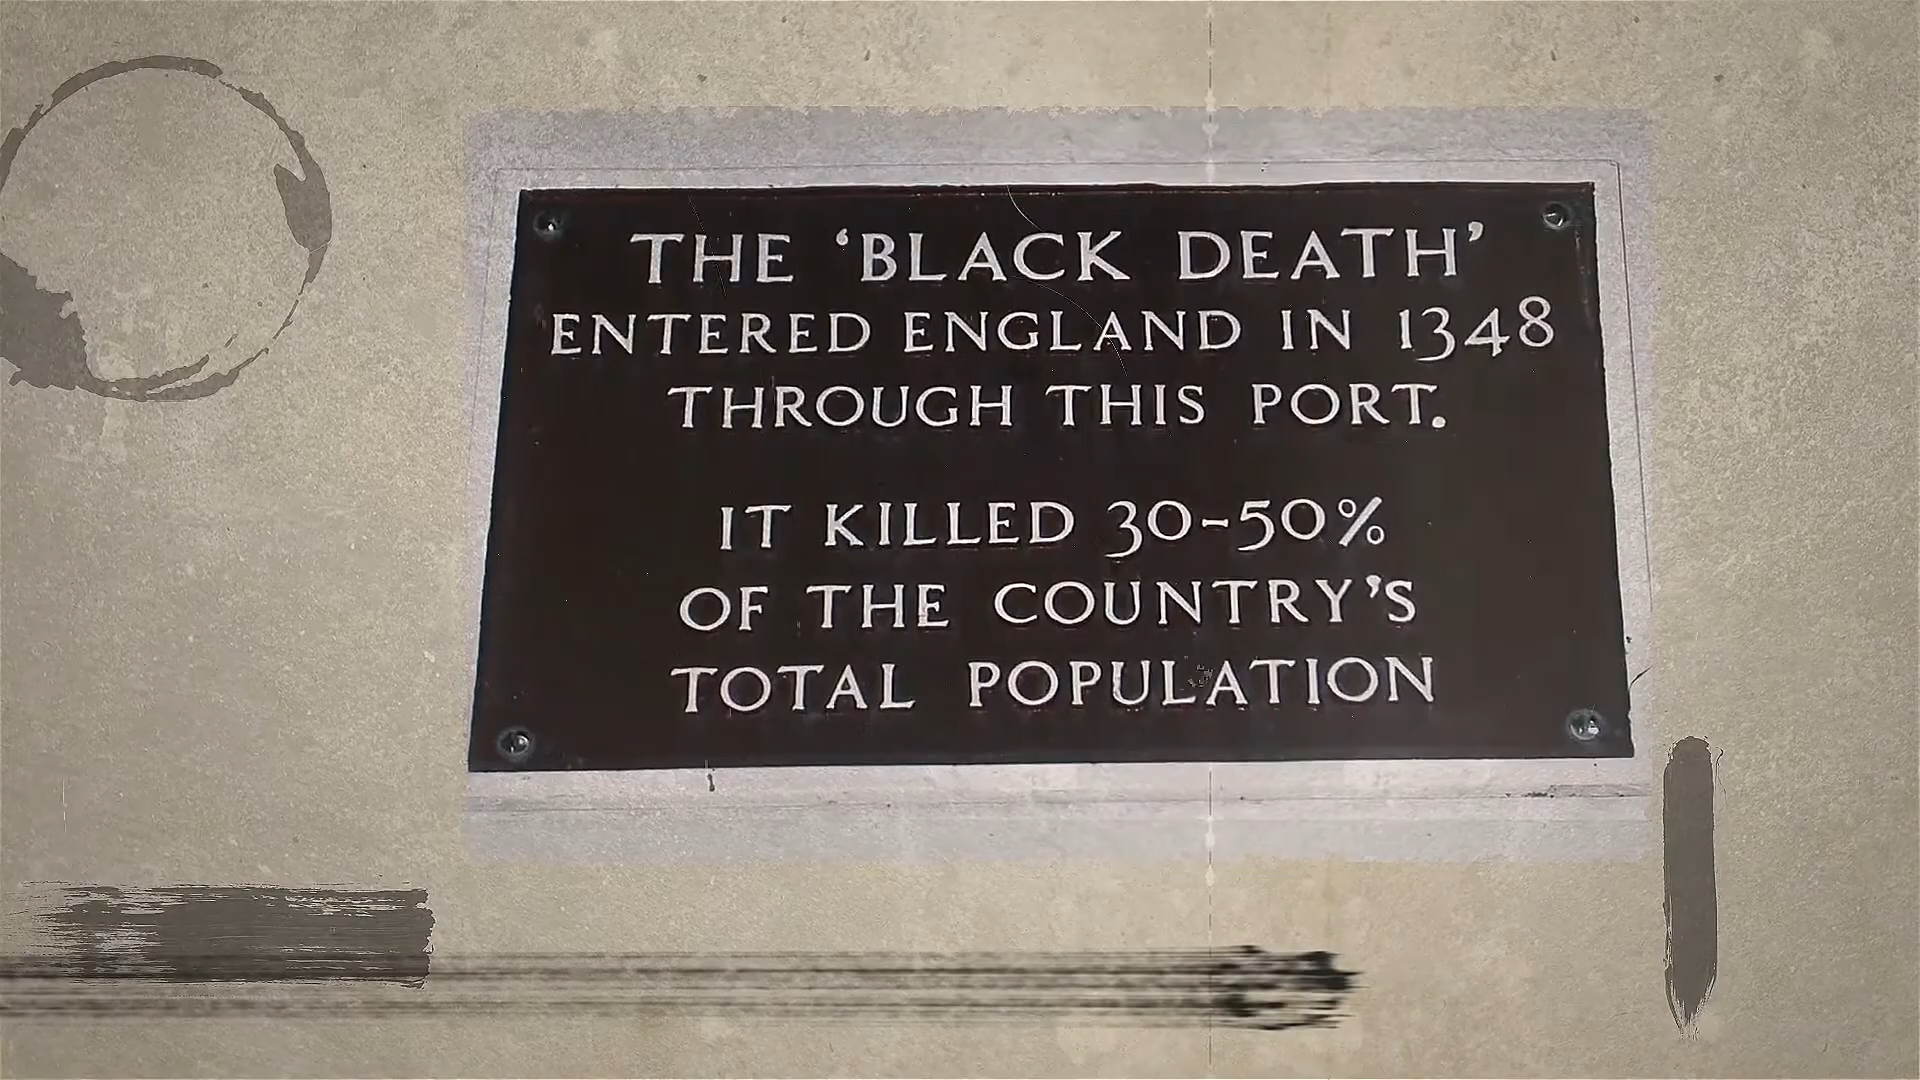 THE ‘BLACK DEATH’
ENTERED ENGLAND IN 1348
THROUGH THIS PORT.
IT KILLED 30-50%
OF THE COUNTRY’S
TOTAL POPULATION